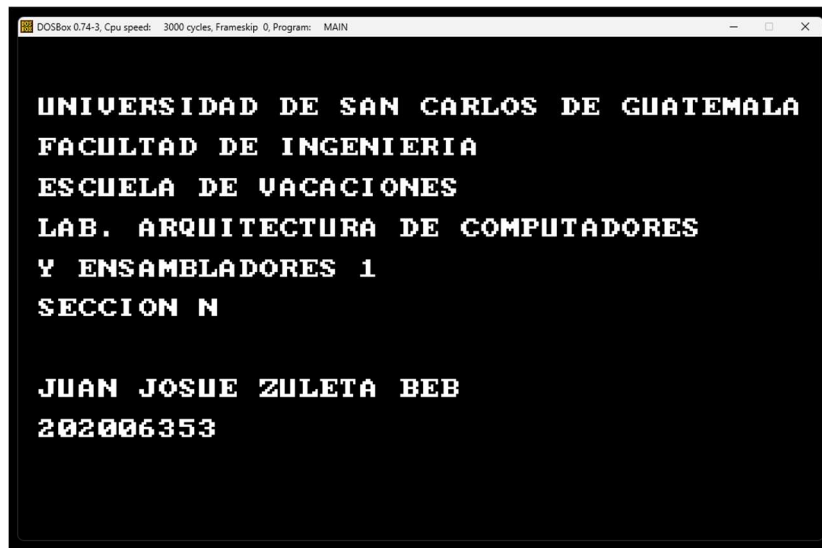 DOSBox 0.74-3, Cpu speed: 3000 cycles, Frameskip 0, Program: MAIN
UNIVERSIDAD DE SAN CARLOS DE GUATEMALA
FACULTAD DE INGENIERIA
ESCUELA DE VACACIONES
LAB. ARQUITECTURA DE COMPUTADORES
Y ENSAMBLADORES 1
SECCION N
JUAN JOSUE ZULETA BEB
202006353